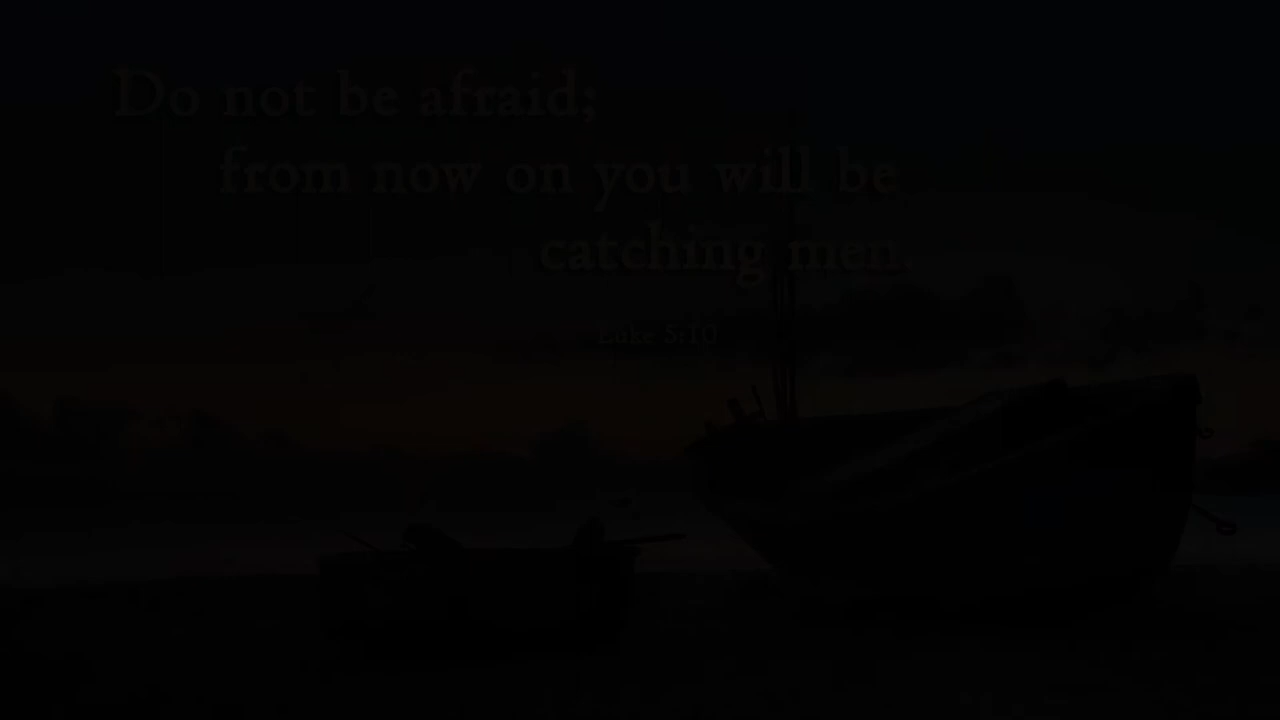 Do not be afraid;
from now on you will be
catching men.
Luke 5:10